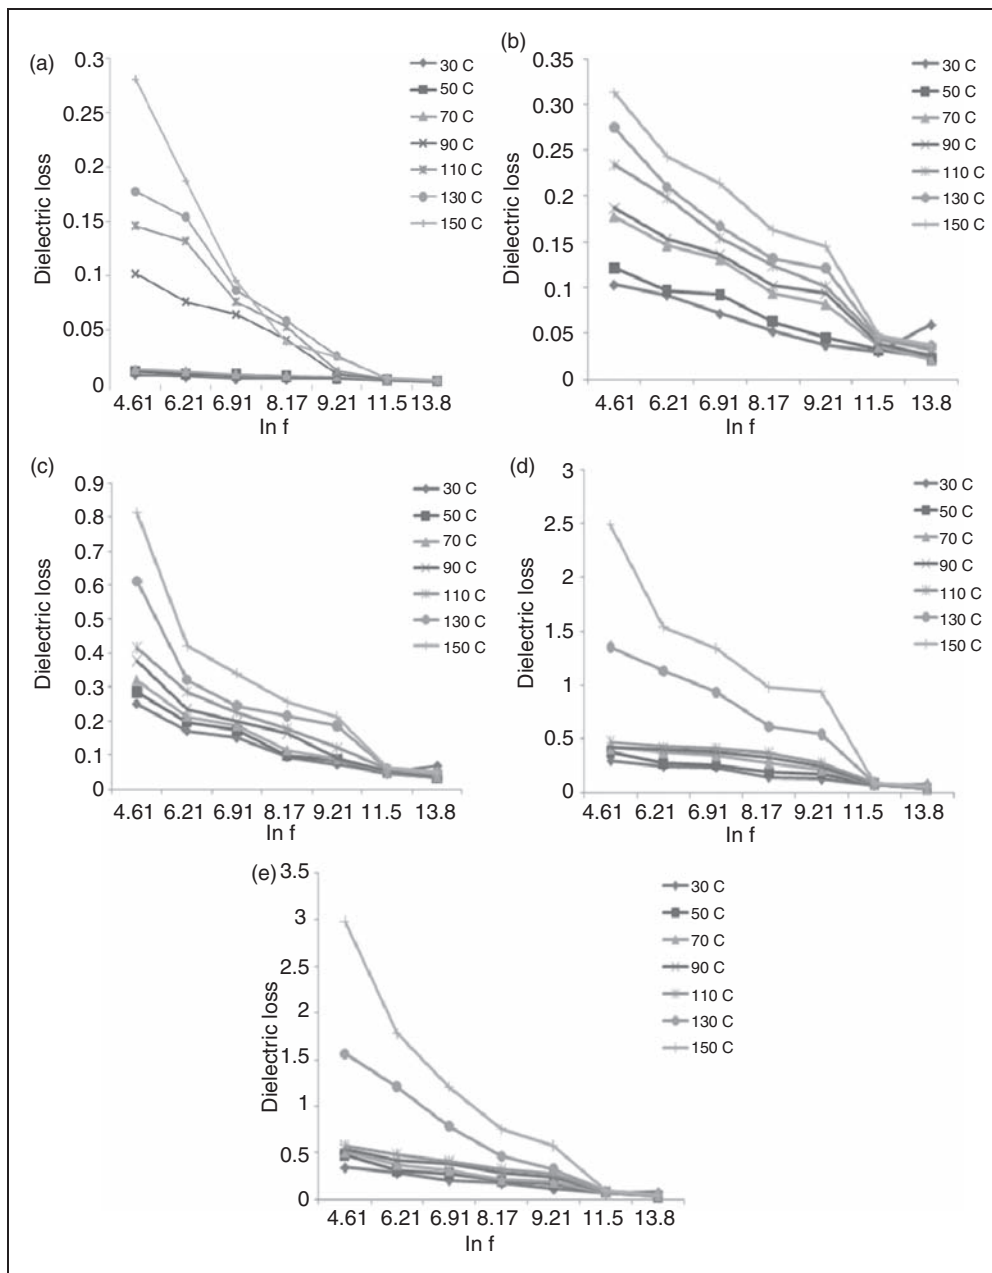 (a)
0.3
0.25
0.2
0.15
0.1
0.05
0
Dielectric loss
4.61 6.21 6.91 8.17 9.21 11.5 13.8
ln f
30 C
50 C
70 C
90 C
110 C
130 C
150 C
(b)
0.35
0.30
0.25
0.20
0.15
0.10
0.05
0
Dielectric loss
4.61 6.21 6.91 8.17 9.21 11.5 13.8
ln f
30 C
50 C
70 C
90 C
110 C
130 C
150 C
(c)
0.9
0.8
0.7
0.6
0.5
0.4
0.3
0.2
0.1
0
Dielectric loss
4.61 6.21 6.91 8.17 9.21 11.5 13.8
ln f
30 C
50 C
70 C
90 C
110 C
130 C
150 C
(d)
3
2.5
2
1.5
1
0.5
0
Dielectric loss
4.61 6.21 6.91 8.17 9.21 11.5 13.8
ln f
30 C
50 C
70 C
90 C
110 C
130 C
150 C
(e)
3.5
3
2.5
2
1.5
1
0.5
0
Dielectric loss
4.61 6.21 6.91 8.17 9.21 11.5 13.8
ln f
30 C
50 C
70 C
90 C
110 C
130 C
150 C